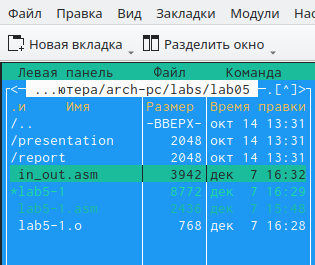 Файл Правка Вид Закладки Модули Нас
Новая вкладка Разделить окно
Левая панель Файл Команда
<— …ютера/arch-pc/labs/lab05 —.[^]>
.и Имя Размер Время правки
/.. -ВВЕРХ- окт 14 13:31
/presentation 2048 окт 14 13:31
/report 2048 окт 14 13:31
in_out.asm 3942 дек 7 16:32
*lab5-1 8772 дек 7 16:29
lab5-1.asm 2435 дек 7 15:48
lab5-1.o 768 дек 7 16:28